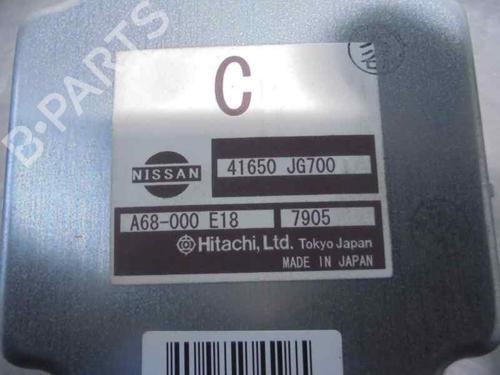 C
NISSAN
41650 JG700
A68-000 E18 7905
Hitachi, Ltd. Tokyo Japan
MADE IN JAPAN
B-PARTS